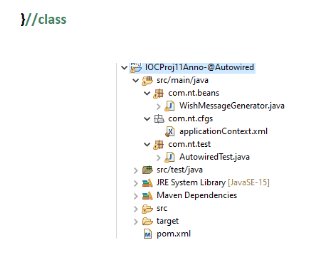 }//class
IOCProj11Anno-@Autowired
src/main/java
com.nt.beans
WishMessageGenerator.java
com.nt.cfgs
applicationContext.xml
com.nt.test
AutowiredTest.java
src/test/java
JRE System Library [JavaSE-15]
Maven Dependencies
src
target
pom.xml